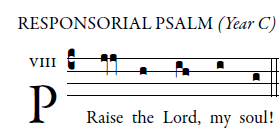 RESPONSORIAL PSALM (Year C)
VIII
P
Raise the Lord, my soul!